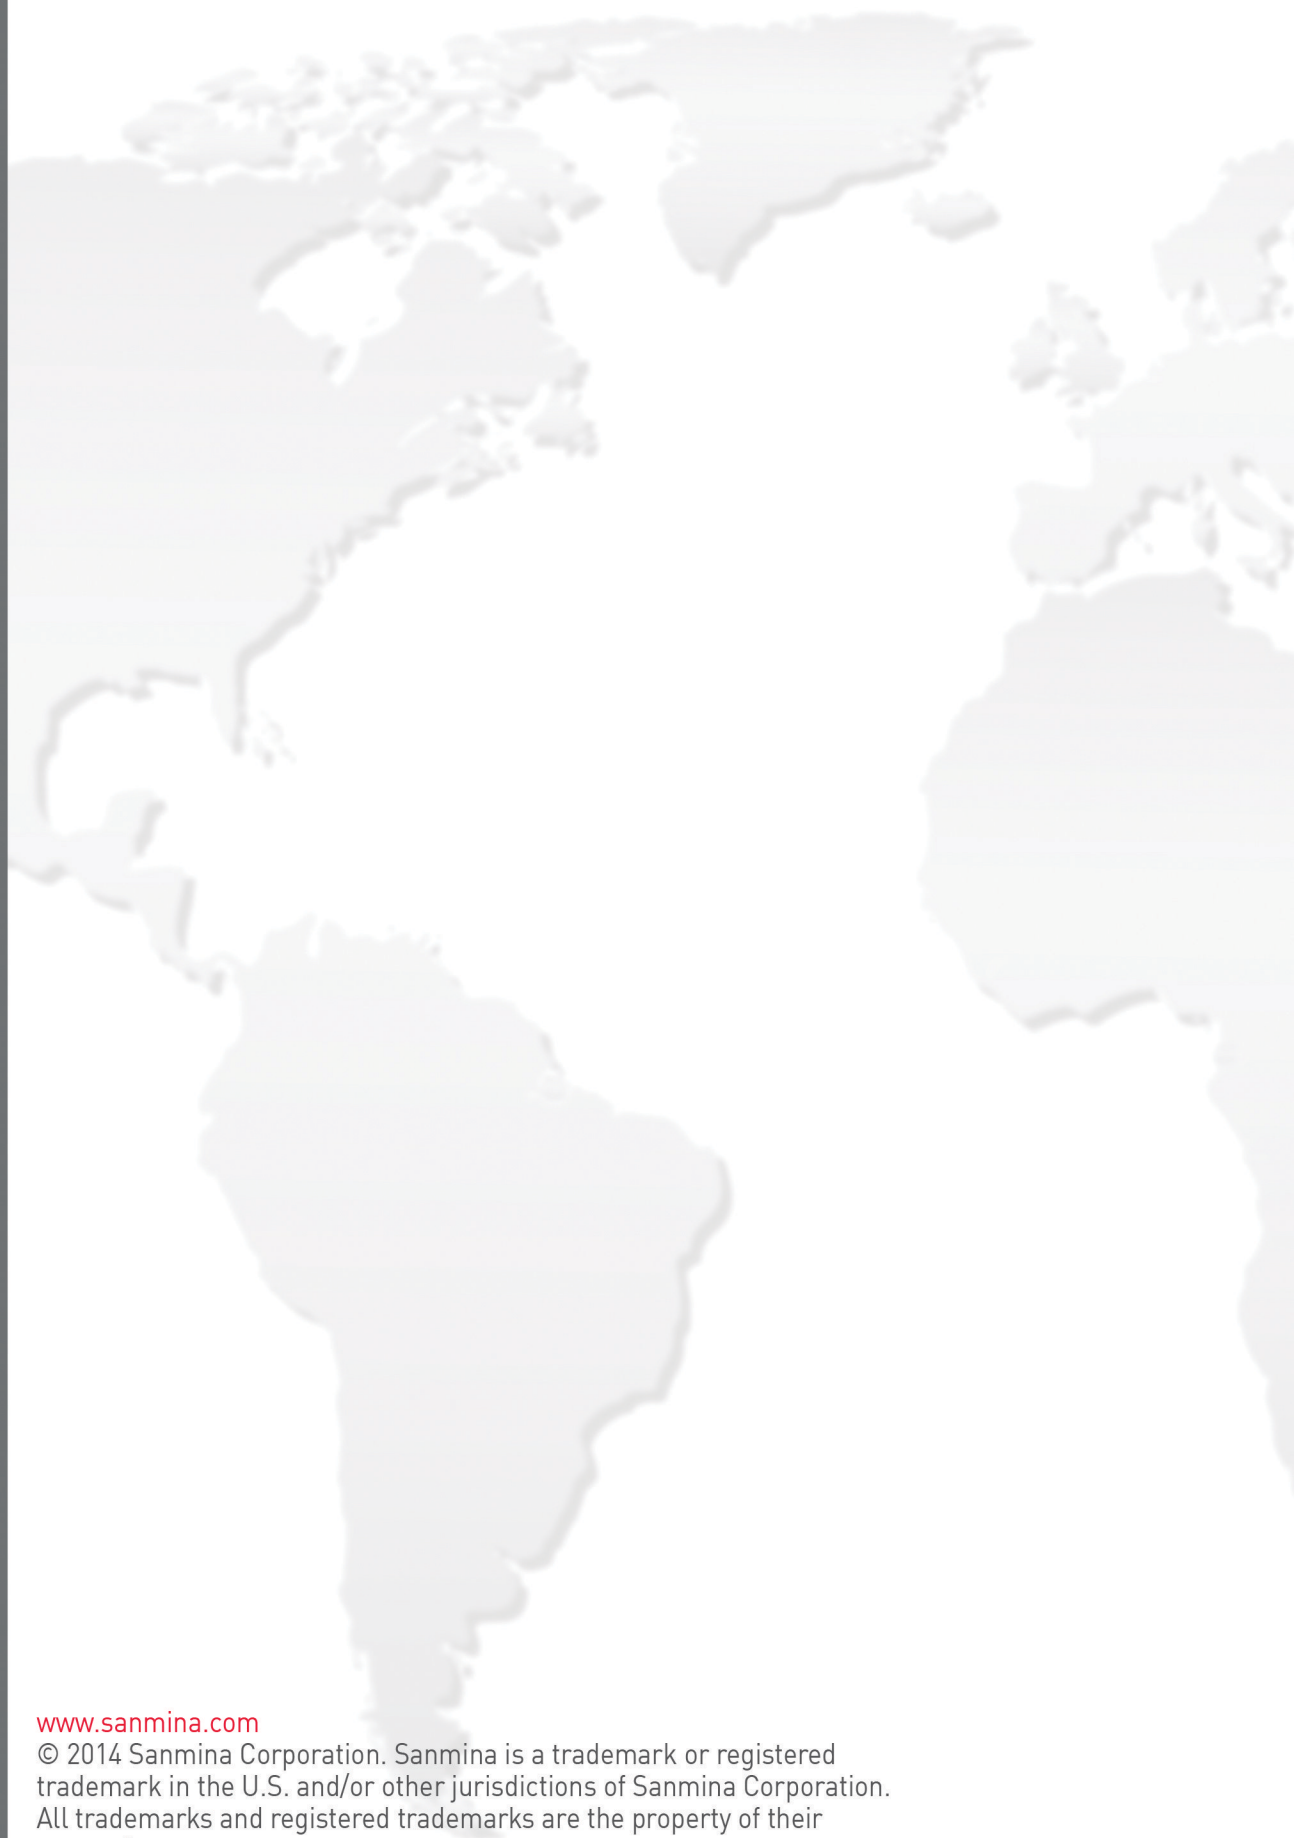 www.sanmina.com
© 2014 Sanmina Corporation. Sanmina is a trademark or registered
trademark in the U.S. and/or other jurisdictions of Sanmina Corporation.
All trademarks and registered trademarks are the property of their